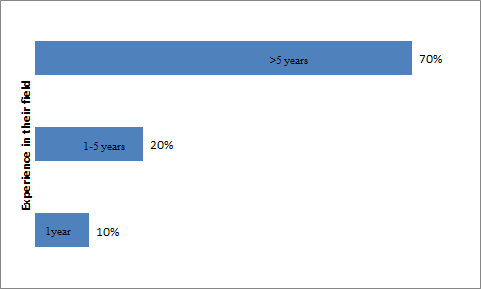 Experience in their field
>5 years
70%
1-5 years
20%
1year
10%